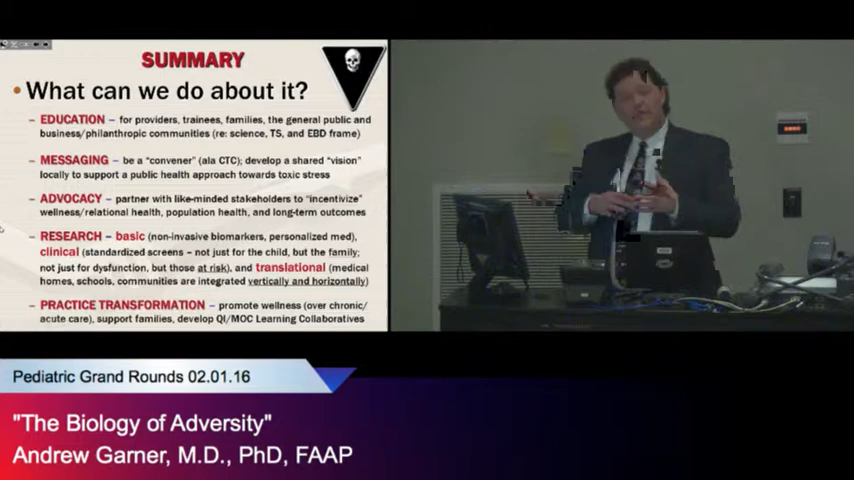 SUMMARY
• What can we do about it?
– EDUCATION – for providers, trainees, families, the general public and
business/philanthropic communities (re: science, TS, and EBD frame)
– MESSAGING – be a "convener" (ala CTC); develop a shared "vision"
locally to support a public health approach towards toxic stress
– ADVOCACY – partner with like-minded stakeholders to "incentivize"
wellness/relational health, population health, and long-term outcomes
– RESEARCH – basic (non-invasive biomarkers, personalized med),
clinical (standardized screens – not just for the child, but the family;
not just for dysfunction, but those at risk), and translational (medical
homes, schools, communities are integrated vertically and horizontally)
– PRACTICE TRANSFORMATION – promote wellness (over chronic/
acute care), support families, develop QI/MOC Learning Collaboratives
Pediatric Grand Rounds 02.01.16
"The Biology of Adversity"
Andrew Garner, M.D., PhD, FAAP